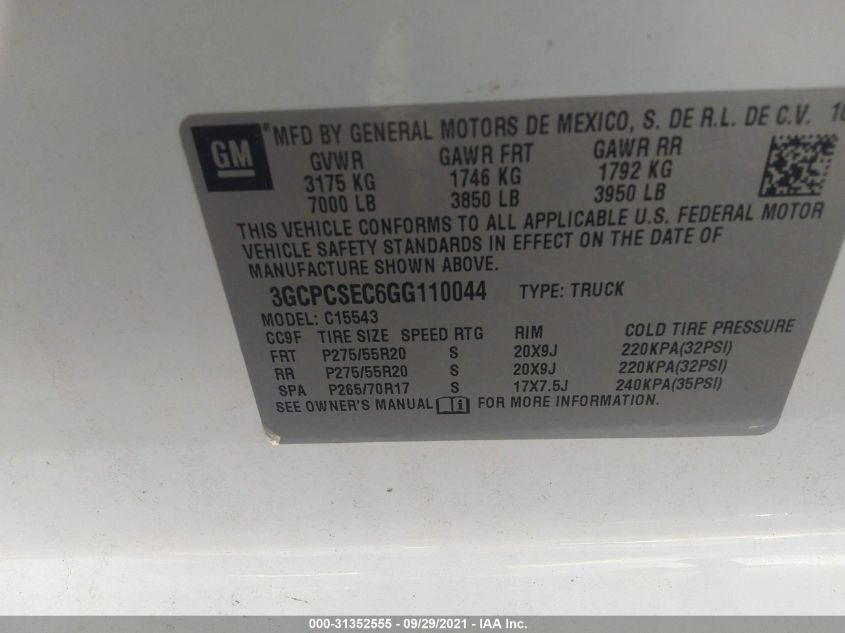 GM ® MFD BY GENERAL MOTORS DE MEXICO, S. DE R.L. DE C.V.
GVWR GAWR FRT GAWR RR
3175 KG 1746 KG 1792 KG
7000 LB 3850 LB 3950 LB
THIS VEHICLE CONFORMS TO ALL APPLICABLE U.S. FEDERAL MOTOR
VEHICLE SAFETY STANDARDS IN EFFECT ON THE DATE OF
MANUFACTURE SHOWN ABOVE.
3GCPCSEC6GG110044 TYPE: TRUCK
MODEL: C15543
CC9F TIRE SIZE SPEED RTG RIM COLD TIRE PRESSURE
FRT P275/55R20 S 20X9J 220KPA(32PSI)
RR P275/55R20 S 20X9J 220KPA(32PSI)
SPA P265/70R17 S 17X7.5J 240KPA(35PSI)
SEE OWNER'S MANUAL i FOR MORE INFORMATION.
000-31352555 - 09/29/2021 - IAA Inc.